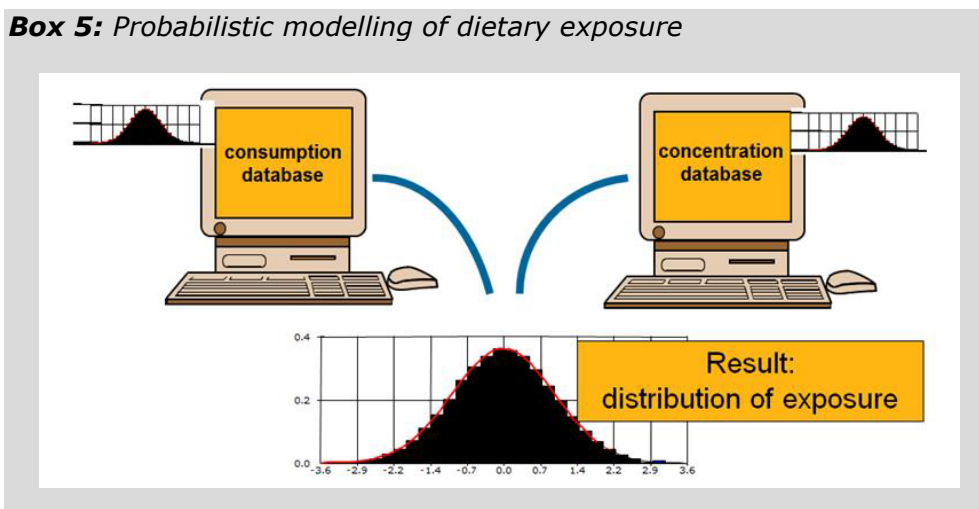 Box 5: Probabilistic modelling of dietary exposure
consumption
database
concentration
database
0.4
0.2
0.0
Result:
distribution of exposure
-3.6 -2.9 -2.2 -1.4 -0.7 0.0 0.7 1.4 2.2 2.9 3.6